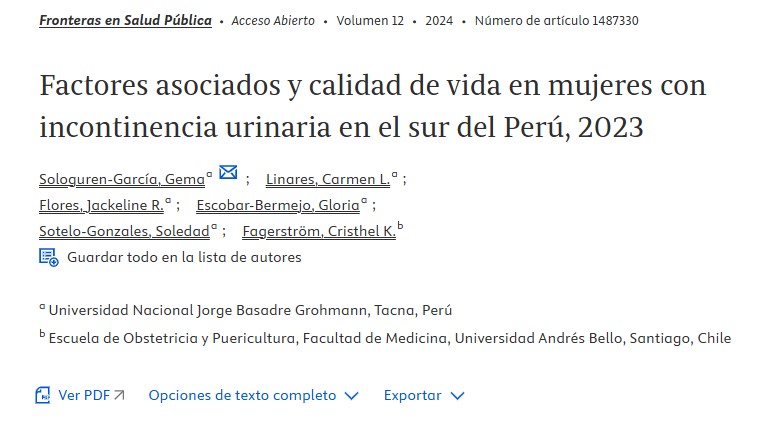 Fronteras en Salud Pública • Acceso Abierto • Volumen 12 • 2024 • Número de artículo 1487330
Factores asociados y calidad de vida en mujeres con
incontinencia urinaria en el sur del Perú, 2023
Sologuren-García, Gema a ; Linares, Carmen L. a ;
Flores, Jackeline R. a ; Escobar-Bermejo, Gloria a ;
Sotelo-Gonzales, Soledad a ; Fagerström, Cristhel K. b
Guardar todo en la lista de autores
a Universidad Nacional Jorge Basadre Grohmann, Tacna, Perú
b Escuela de Obstetricia y Puericultura, Facultad de Medicina, Universidad Andrés Bello, Santiago, Chile
Ver PDF Opciones de texto completo Exportar